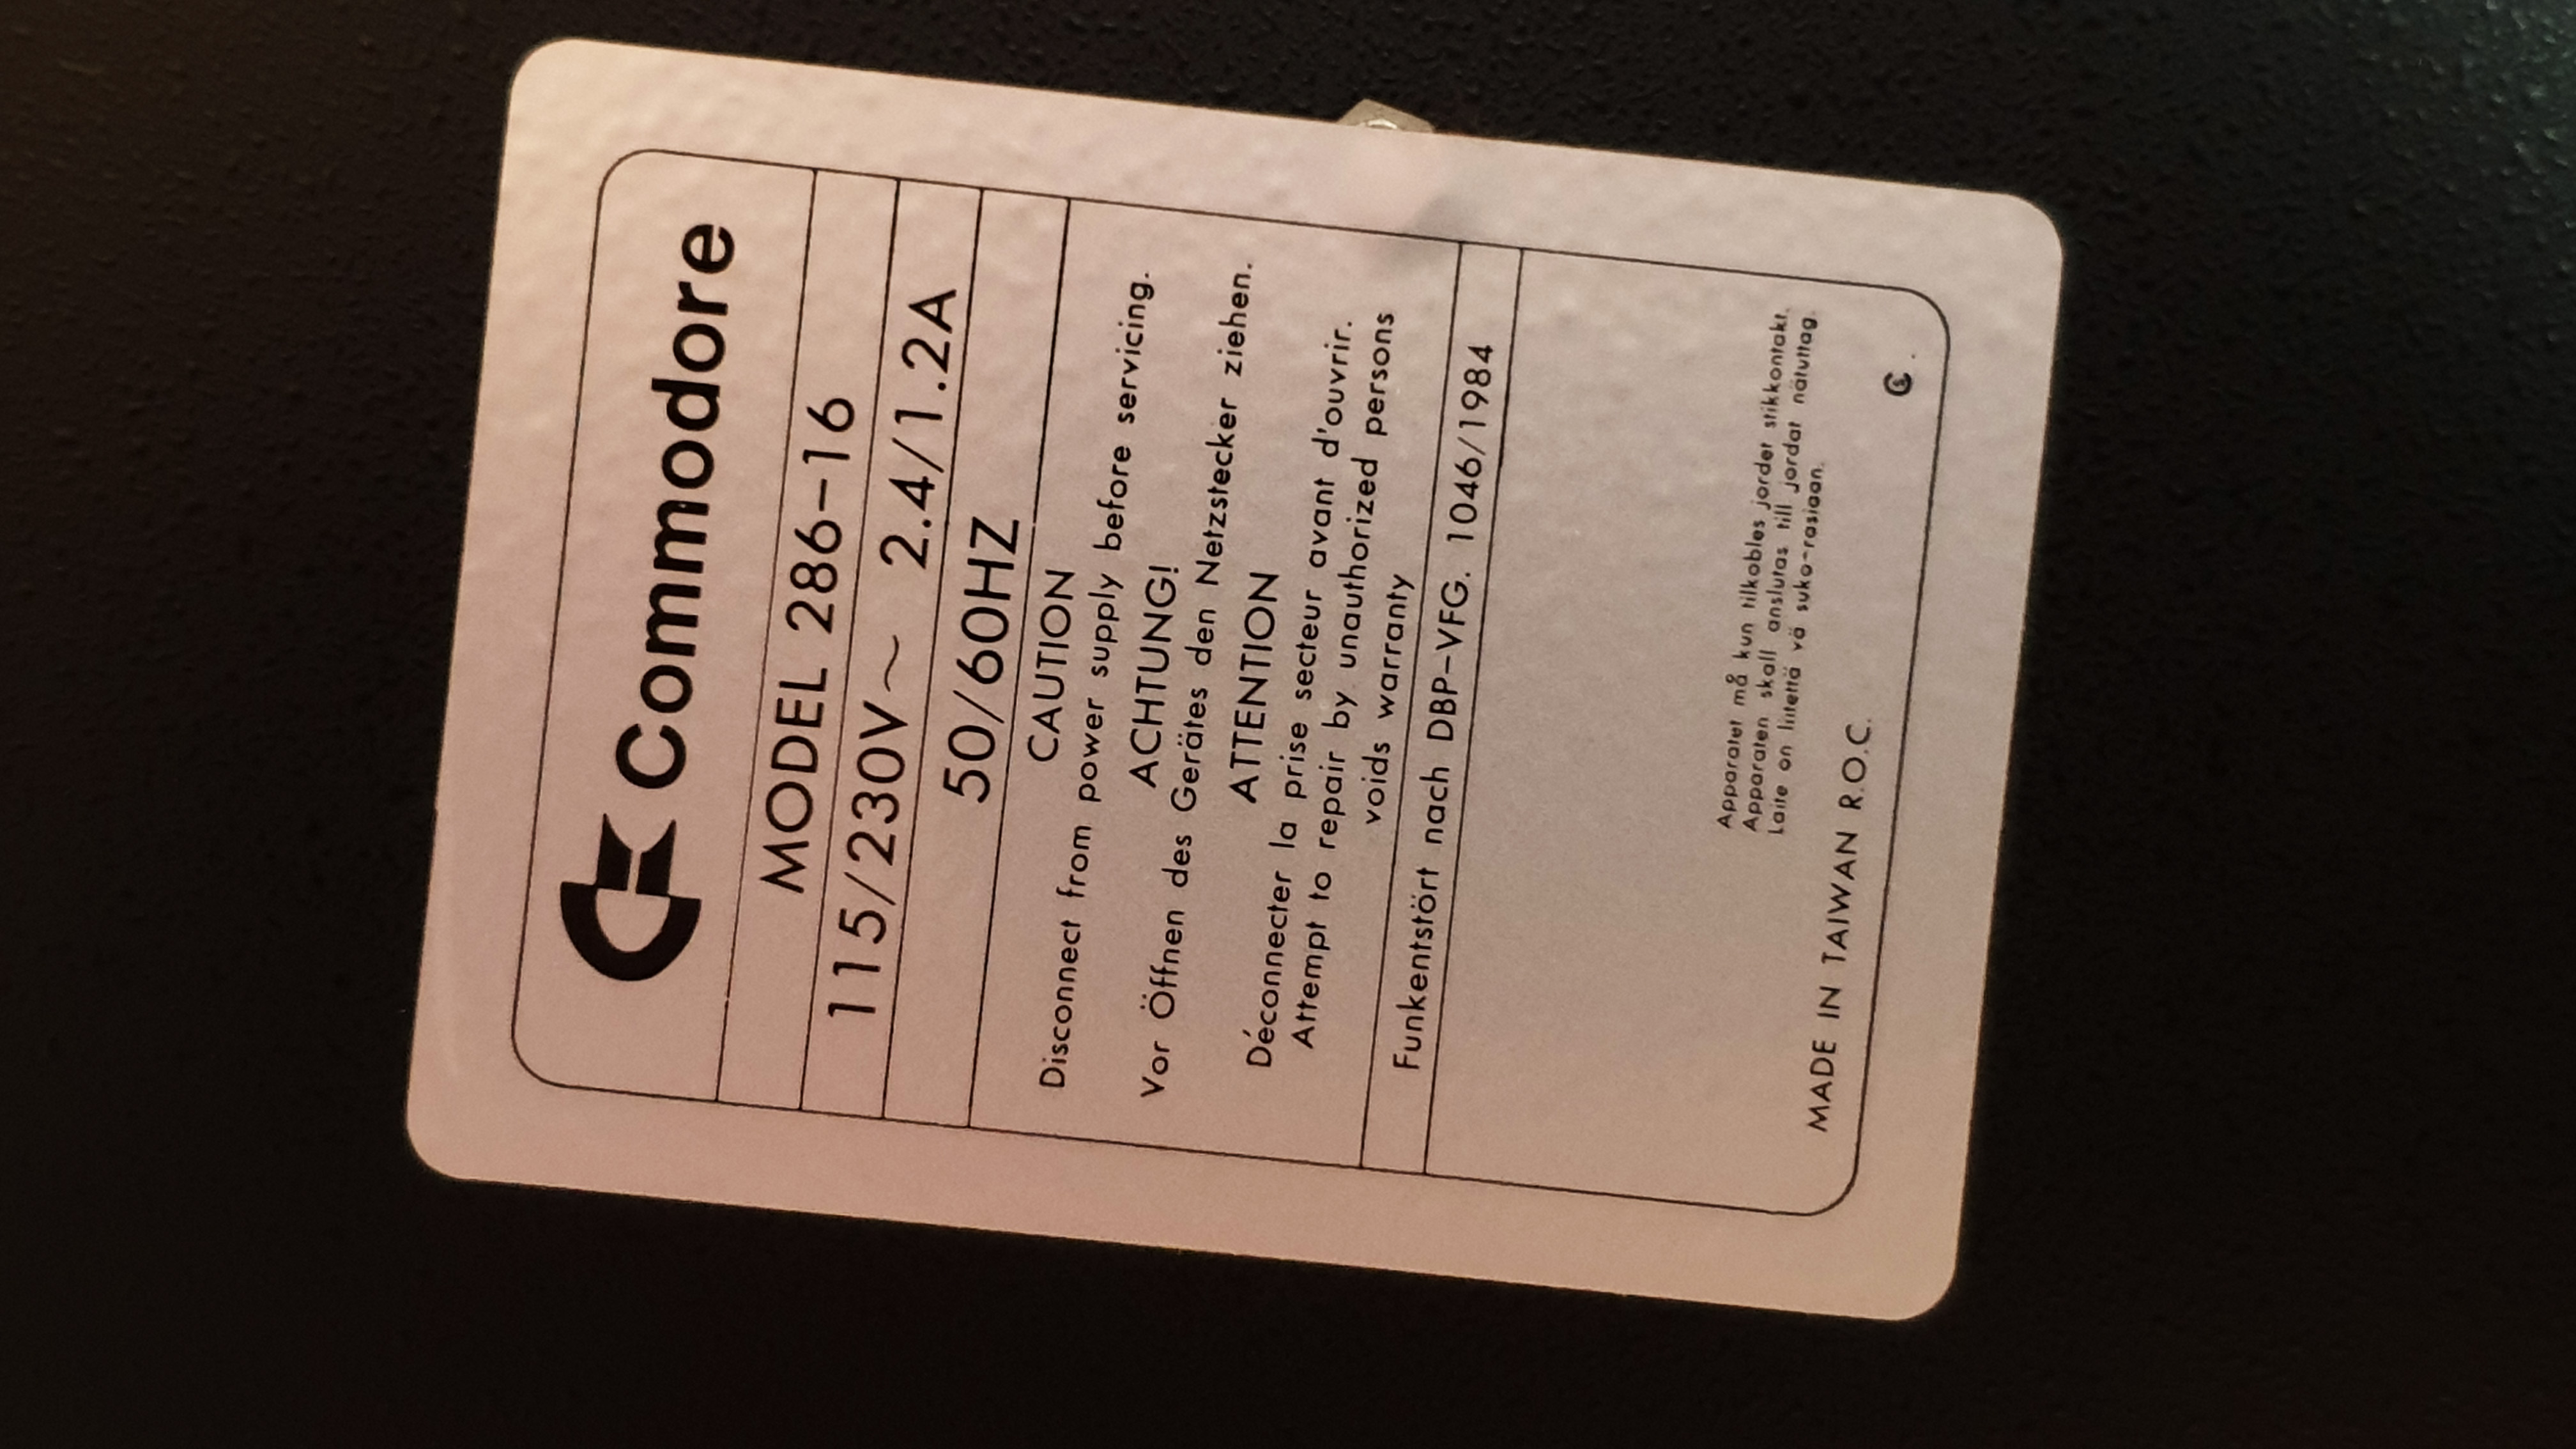 Commodore
MODEL 286-16
115/230V~ 2.4/1.2A
50/60HZ
CAUTION
Disconnect from power supply before servicing.
ACHTUNG!
Vor Öffnen des Gerätes den Netzstecker ziehen.
ATTENTION
Déconnecter la prise secteur avant d'ouvrir.
Attempt to repair by unauthorized persons
voids warranty
Funkentstört nach DBP-VFG. 1046/1984
Apparatet må kun tilkobles jordet stikkontakt.
Apparaten skall anslutas till jordat nätuttag.
Laite on liitettä vä suko-rasiaan.
MADE IN TAIWAN R.O.C.